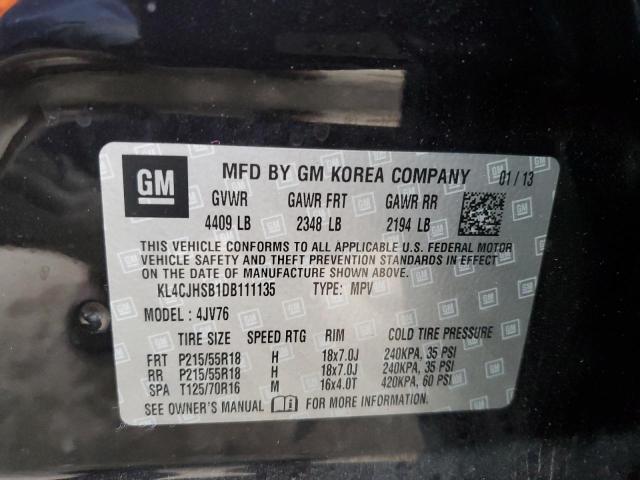 GM MFD BY GM KOREA COMPANY 01/13
GVWR GAWR FRT GAWR RR
4409 LB 2348 LB 2194 LB
THIS VEHICLE CONFORMS TO ALL APPLICABLE U.S. FEDERAL MOTOR
VEHICLE SAFETY AND THEFT PREVENTION STANDARDS IN EFFECT
ON THE DATE OF MANUFACTURE SHOWN ABOVE.
KL4CJHSB1DB111135 TYPE: MPV
MODEL: 4JV76
TIRE SIZE SPEED RTG RIM COLD TIRE PRESSURE
FRT P215/55R18 H 18x7.0J 240KPA, 35 PSI
RR P215/55R18 H 18x7.0J 240KPA, 35 PSI
SPA T125/70R16 M 16x4.0T 420KPA, 60 PSI
SEE OWNER'S MANUAL FOR MORE INFORMATION.